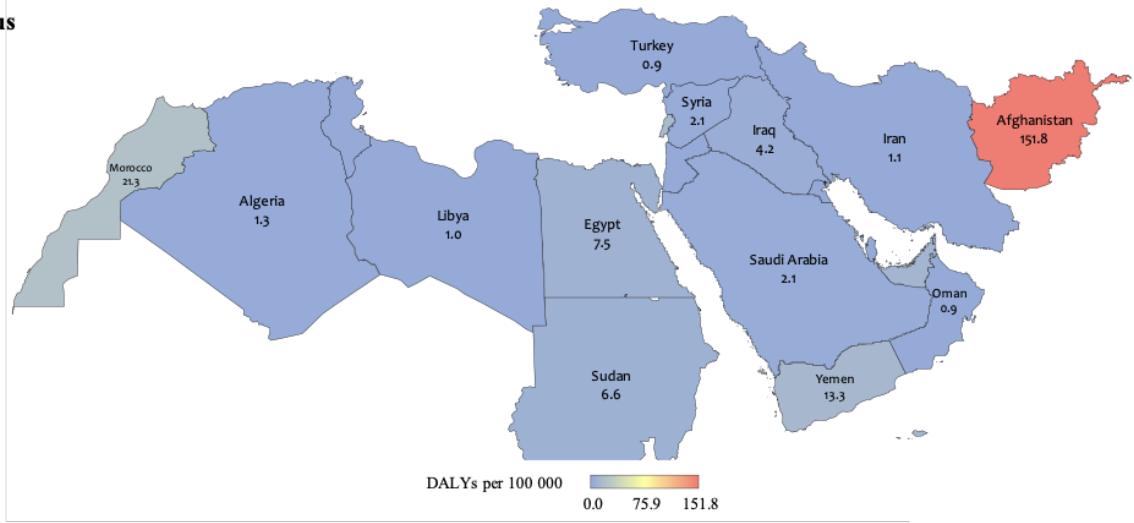 us
Turkey
0.9
Syria
2.1
Iraq
4.2
Iran
1.1
Afghanistan
151.8
Morocco
21.3
Algeria
1.3
Libya
1.0
Egypt
7.5
Saudi Arabia
2.1
Oman
0.9
Sudan
6.6
Yemen
13.3
DALYs per 100 000
0.0 75.9 151.8